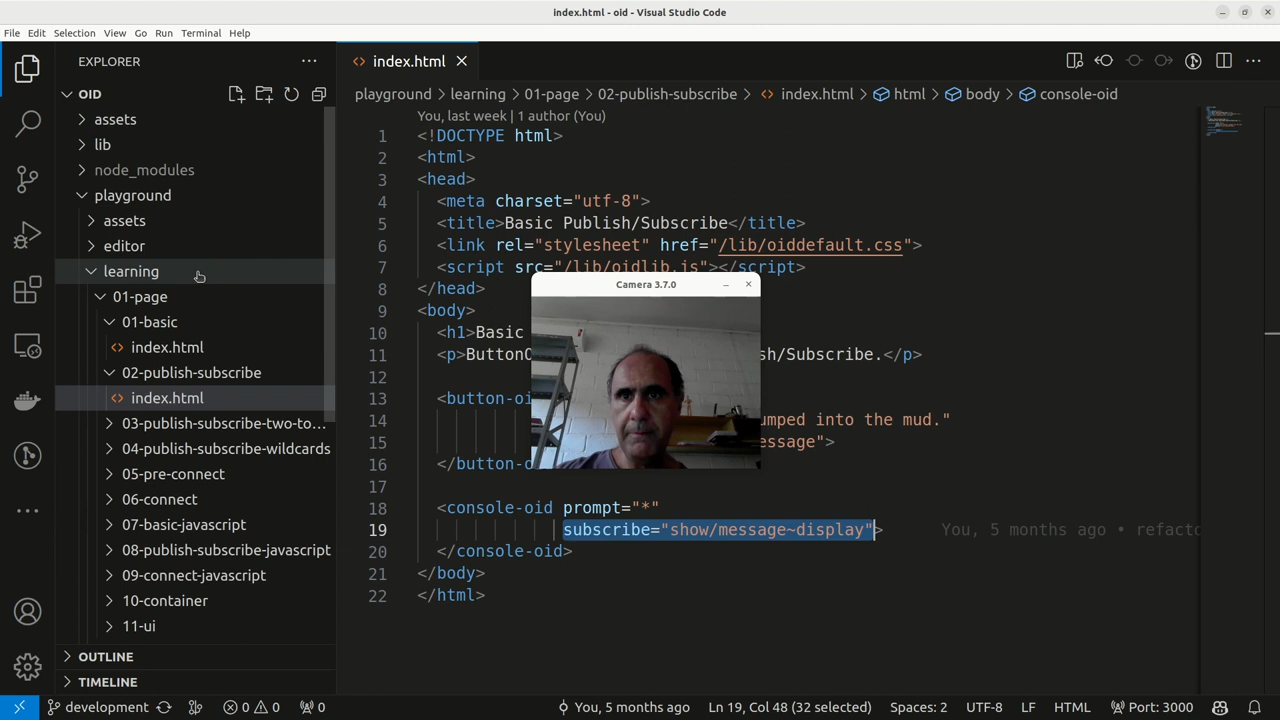 index.html - oid - Visual Studio Code
File Edit Selection View Go Run Terminal Help
EXPLORER
OID
assets
lib
node_modules
playground
assets
editor
learning
01-page
01-basic
index.html
02-publish-subscribe
index.html
03-publish-subscribe-two-to...
04-publish-subscribe-wildcards
05-pre-connect
06-connect
07-basic-javascript
08-publish-subscribe-javascript
09-connect-javascript
10-container
11-ui
OUTLINE
TIMELINE
index.html
playground > learning > 01-page > 02-publish-subscribe > index.html > html > body > console-oid
You, last week | 1 author (You)
1 <!DOCTYPE html>
2 <html>
3 <head>
4 <meta charset="utf-8">
5 <title>Basic Publish/Subscribe</title>
6 <link rel="stylesheet" href="/lib/oiddefault.css">
7 <script src="/lib/oidlib.js"></script>
8 </head>
9 <body>
10 <h1>Basic
11 <p>ButtonO sh/Subscribe.</p>
12
13 <button-oi
14 umped into the mud."
15 essage">
16 </button-o
17
18 <console-oid prompt="*"
19 subscribe="show/message~display"> You, 5 months ago • refacto
20 </console-oid>
21 </body>
22 </html>
Camera 3.7.0
development 0 0 0 You, 5 months ago Ln 19, Col 48 (32 selected) Spaces: 2 UTF-8 LF HTML Port: 3000